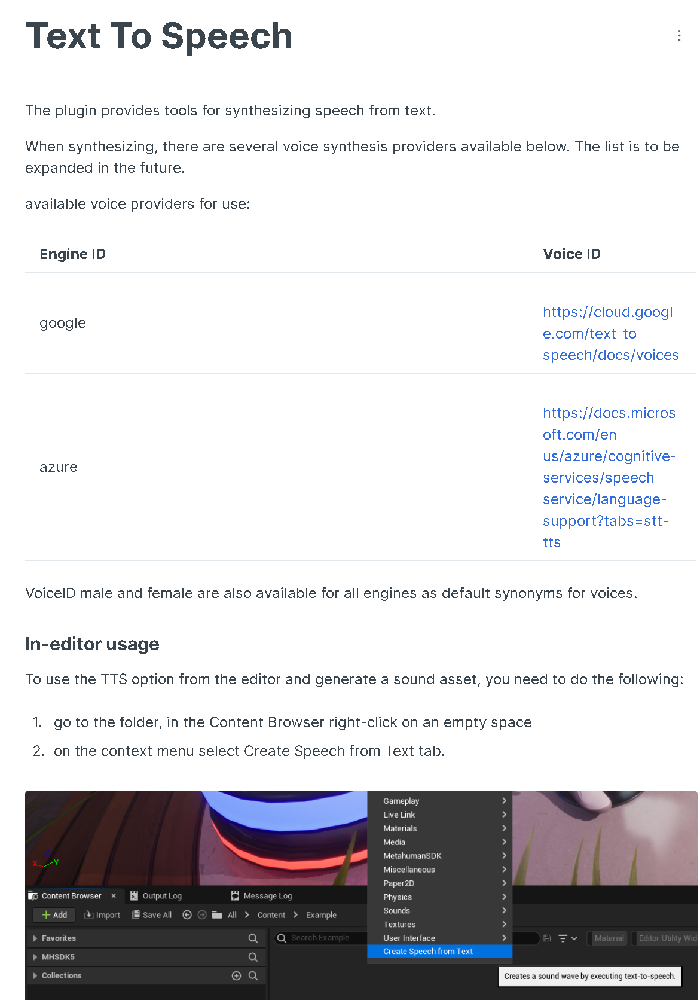 Text To Speech
The plugin provides tools for synthesizing speech from text.
When synthesizing, there are several voice synthesis providers available below. The list is to be
expanded in the future.
available voice providers for use:
Engine ID
Voice ID
google
https://cloud.googl
e.com/text-to-
speech/docs/voices
azure
https://docs.micros
oft.com/en-
us/azure/cognitive-
services/speech-
service/language-
support?tabs=stt-
tts
VoiceID male and female are also available for all engines as default synonyms for voices.
In-editor usage
To use the TTS option from the editor and generate a sound asset, you need to do the following:
1. go to the folder, in the Content Browser right-click on an empty space
2. on the context menu select Create Speech from Text tab.
Gameplay
Live Link
Materials
Media
MetahumanSDK
Miscellaneous
Paper2D
Physics
Sounds
Textures
User Interface
Create Speech from Text
Creates a sound wave by executing text-to-speech.
X Z Y
Content Browser
Output Log
Message Log
Add Import Save All All Content Example
Favorites
Search Example
Material
Editor Utility Wid
MHSDK5
Collections